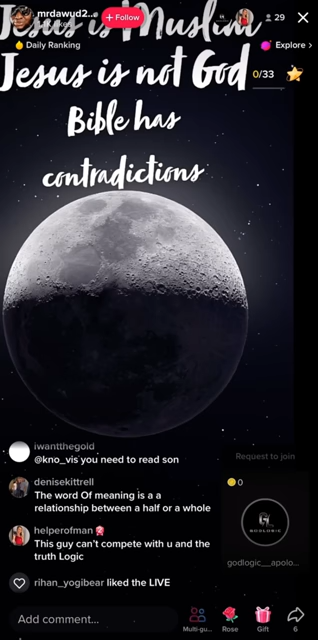 Jesus is Muslim
mrdawud2...
+ Follow
29
Daily Ranking
Explore >
Jesus is not God
0/33
Bible has
contradictions
iwantthegold
@kno_vis you need to read son
Request to join
denisekittrell
The word Of meaning is a a
relationship between a half or a whole
0
GODLOGIC
godlogic__apolo...
helperofman
This guy can't compete with u and the
truth Logic
rihan_yogibear liked the LIVE
Add comment...
Multi-gu...
Rose
Gift
6